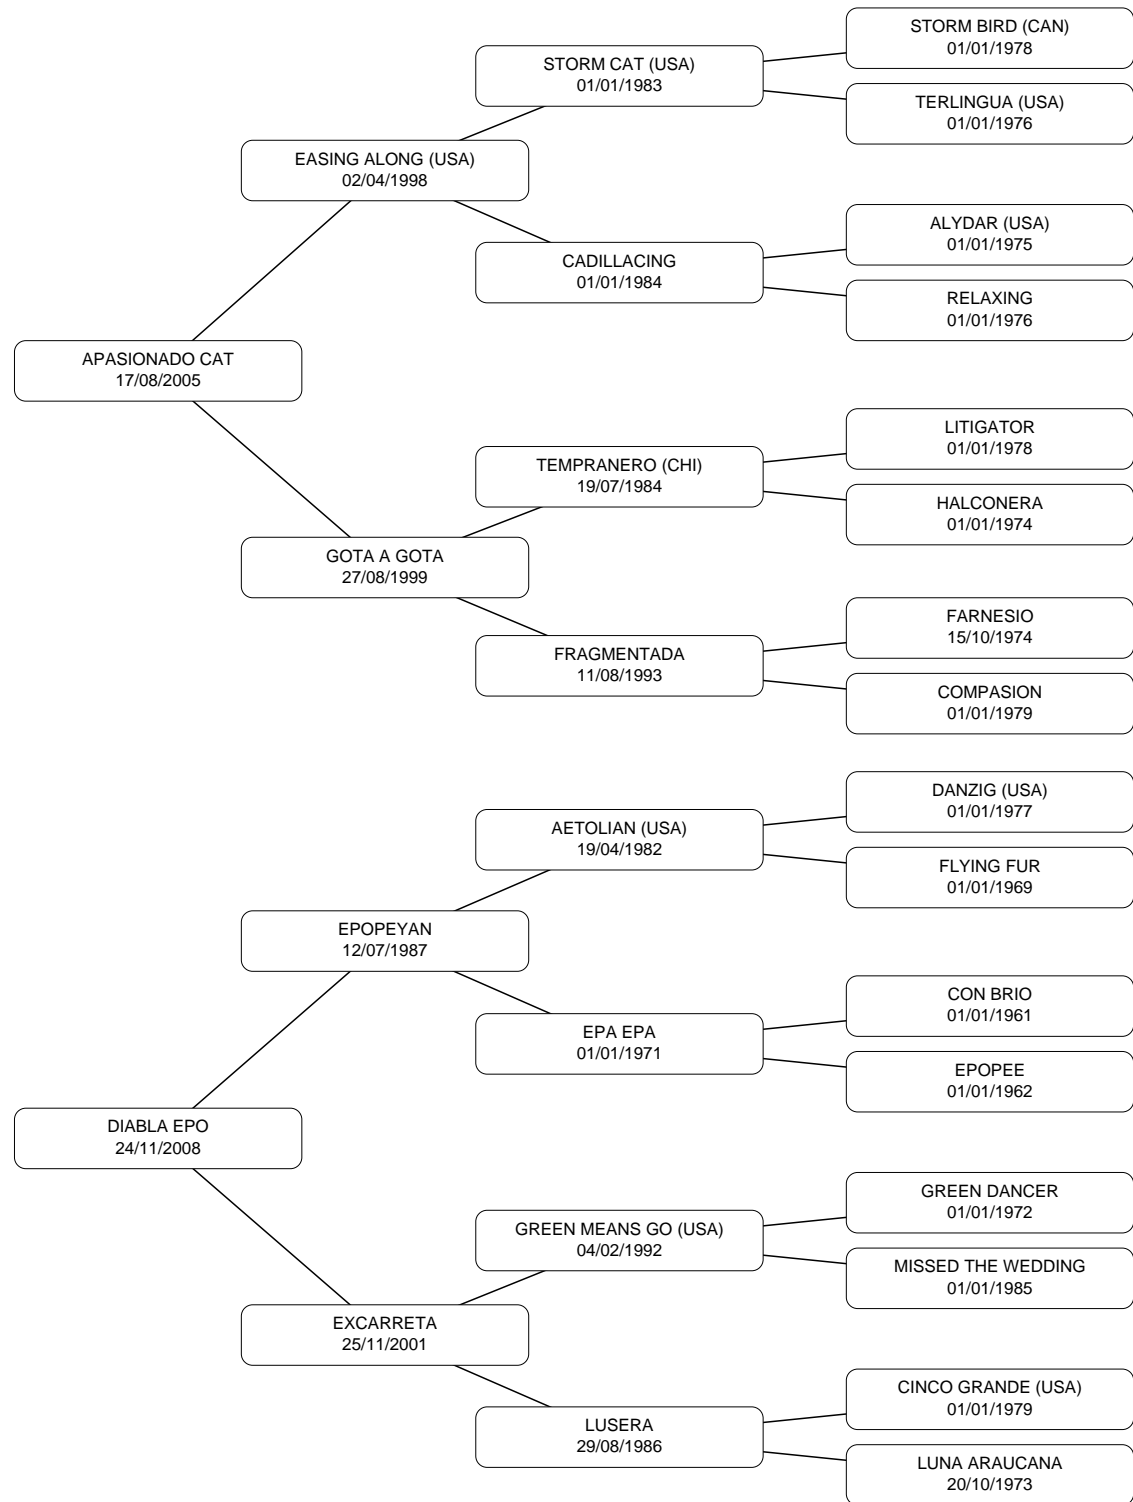 STORM BIRD (CAN)
01/01/1978
STORM CAT (USA)
01/01/1983
TERLINGUA (USA)
01/01/1976
EASING ALONG (USA)
02/04/1998
ALYDAR (USA)
01/01/1975
CADILLACING
01/01/1984
RELAXING
01/01/1976
APASIONADO CAT
17/08/2005
LITIGATOR
01/01/1978
TEMPRANERO (CHI)
19/07/1984
HALCONERA
01/01/1974
GOTA A GOTA
27/08/1999
FARNESIO
15/10/1974
FRAGMENTADA
11/08/1993
COMPASION
01/01/1979
DANZIG (USA)
01/01/1977
AETOLIAN (USA)
19/04/1982
FLYING FUR
01/01/1969
EPOPEYAN
12/07/1987
CON BRIO
01/01/1961
EPA EPA
01/01/1971
EPOPEE
01/01/1962
DIABLA EPO
24/11/2008
GREEN DANCER
01/01/1972
GREEN MEANS GO (USA)
04/02/1992
MISSED THE WEDDING
01/01/1985
EXCARRETA
25/11/2001
CINCO GRANDE (USA)
01/01/1979
LUSERA
29/08/1986
LUNA ARAUCANA
20/10/1973